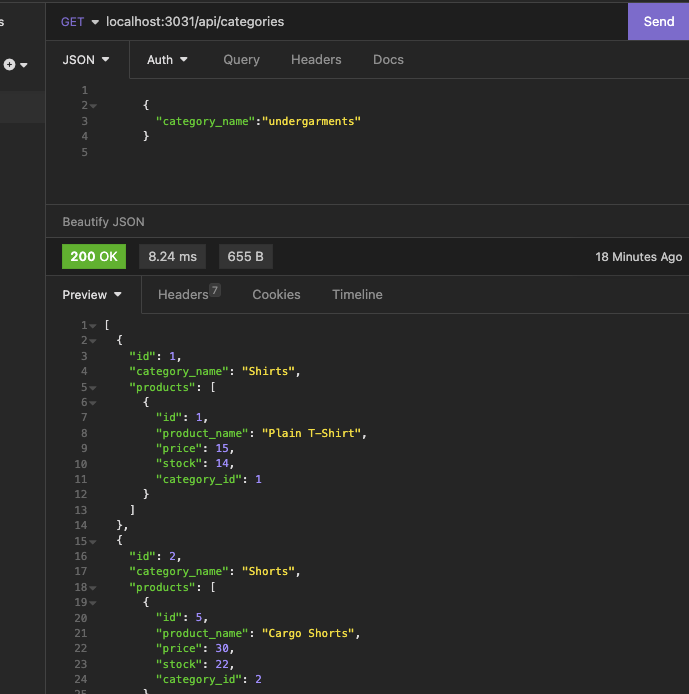 s
GET localhost:3031/api/categories Send
JSON Auth Query Headers Docs
1
2 {
3 "category_name":"undergarments"
4 }
5
Beautify JSON
200 OK 8.24 ms 655 B 18 Minutes Ago
Preview Headers 7 Cookies Timeline
1 [
2 {
3 "id": 1,
4 "category_name": "Shirts",
5 "products": [
6 {
7 "id": 1,
8 "product_name": "Plain T-Shirt",
9 "price": 15,
10 "stock": 14,
11 "category_id": 1
12 }
13 ]
14 },
15 {
16 "id": 2,
17 "category_name": "Shorts",
18 "products": [
19 {
20 "id": 5,
21 "product_name": "Cargo Shorts",
22 "price": 30,
23 "stock": 22,
24 "category_id": 2
25 }